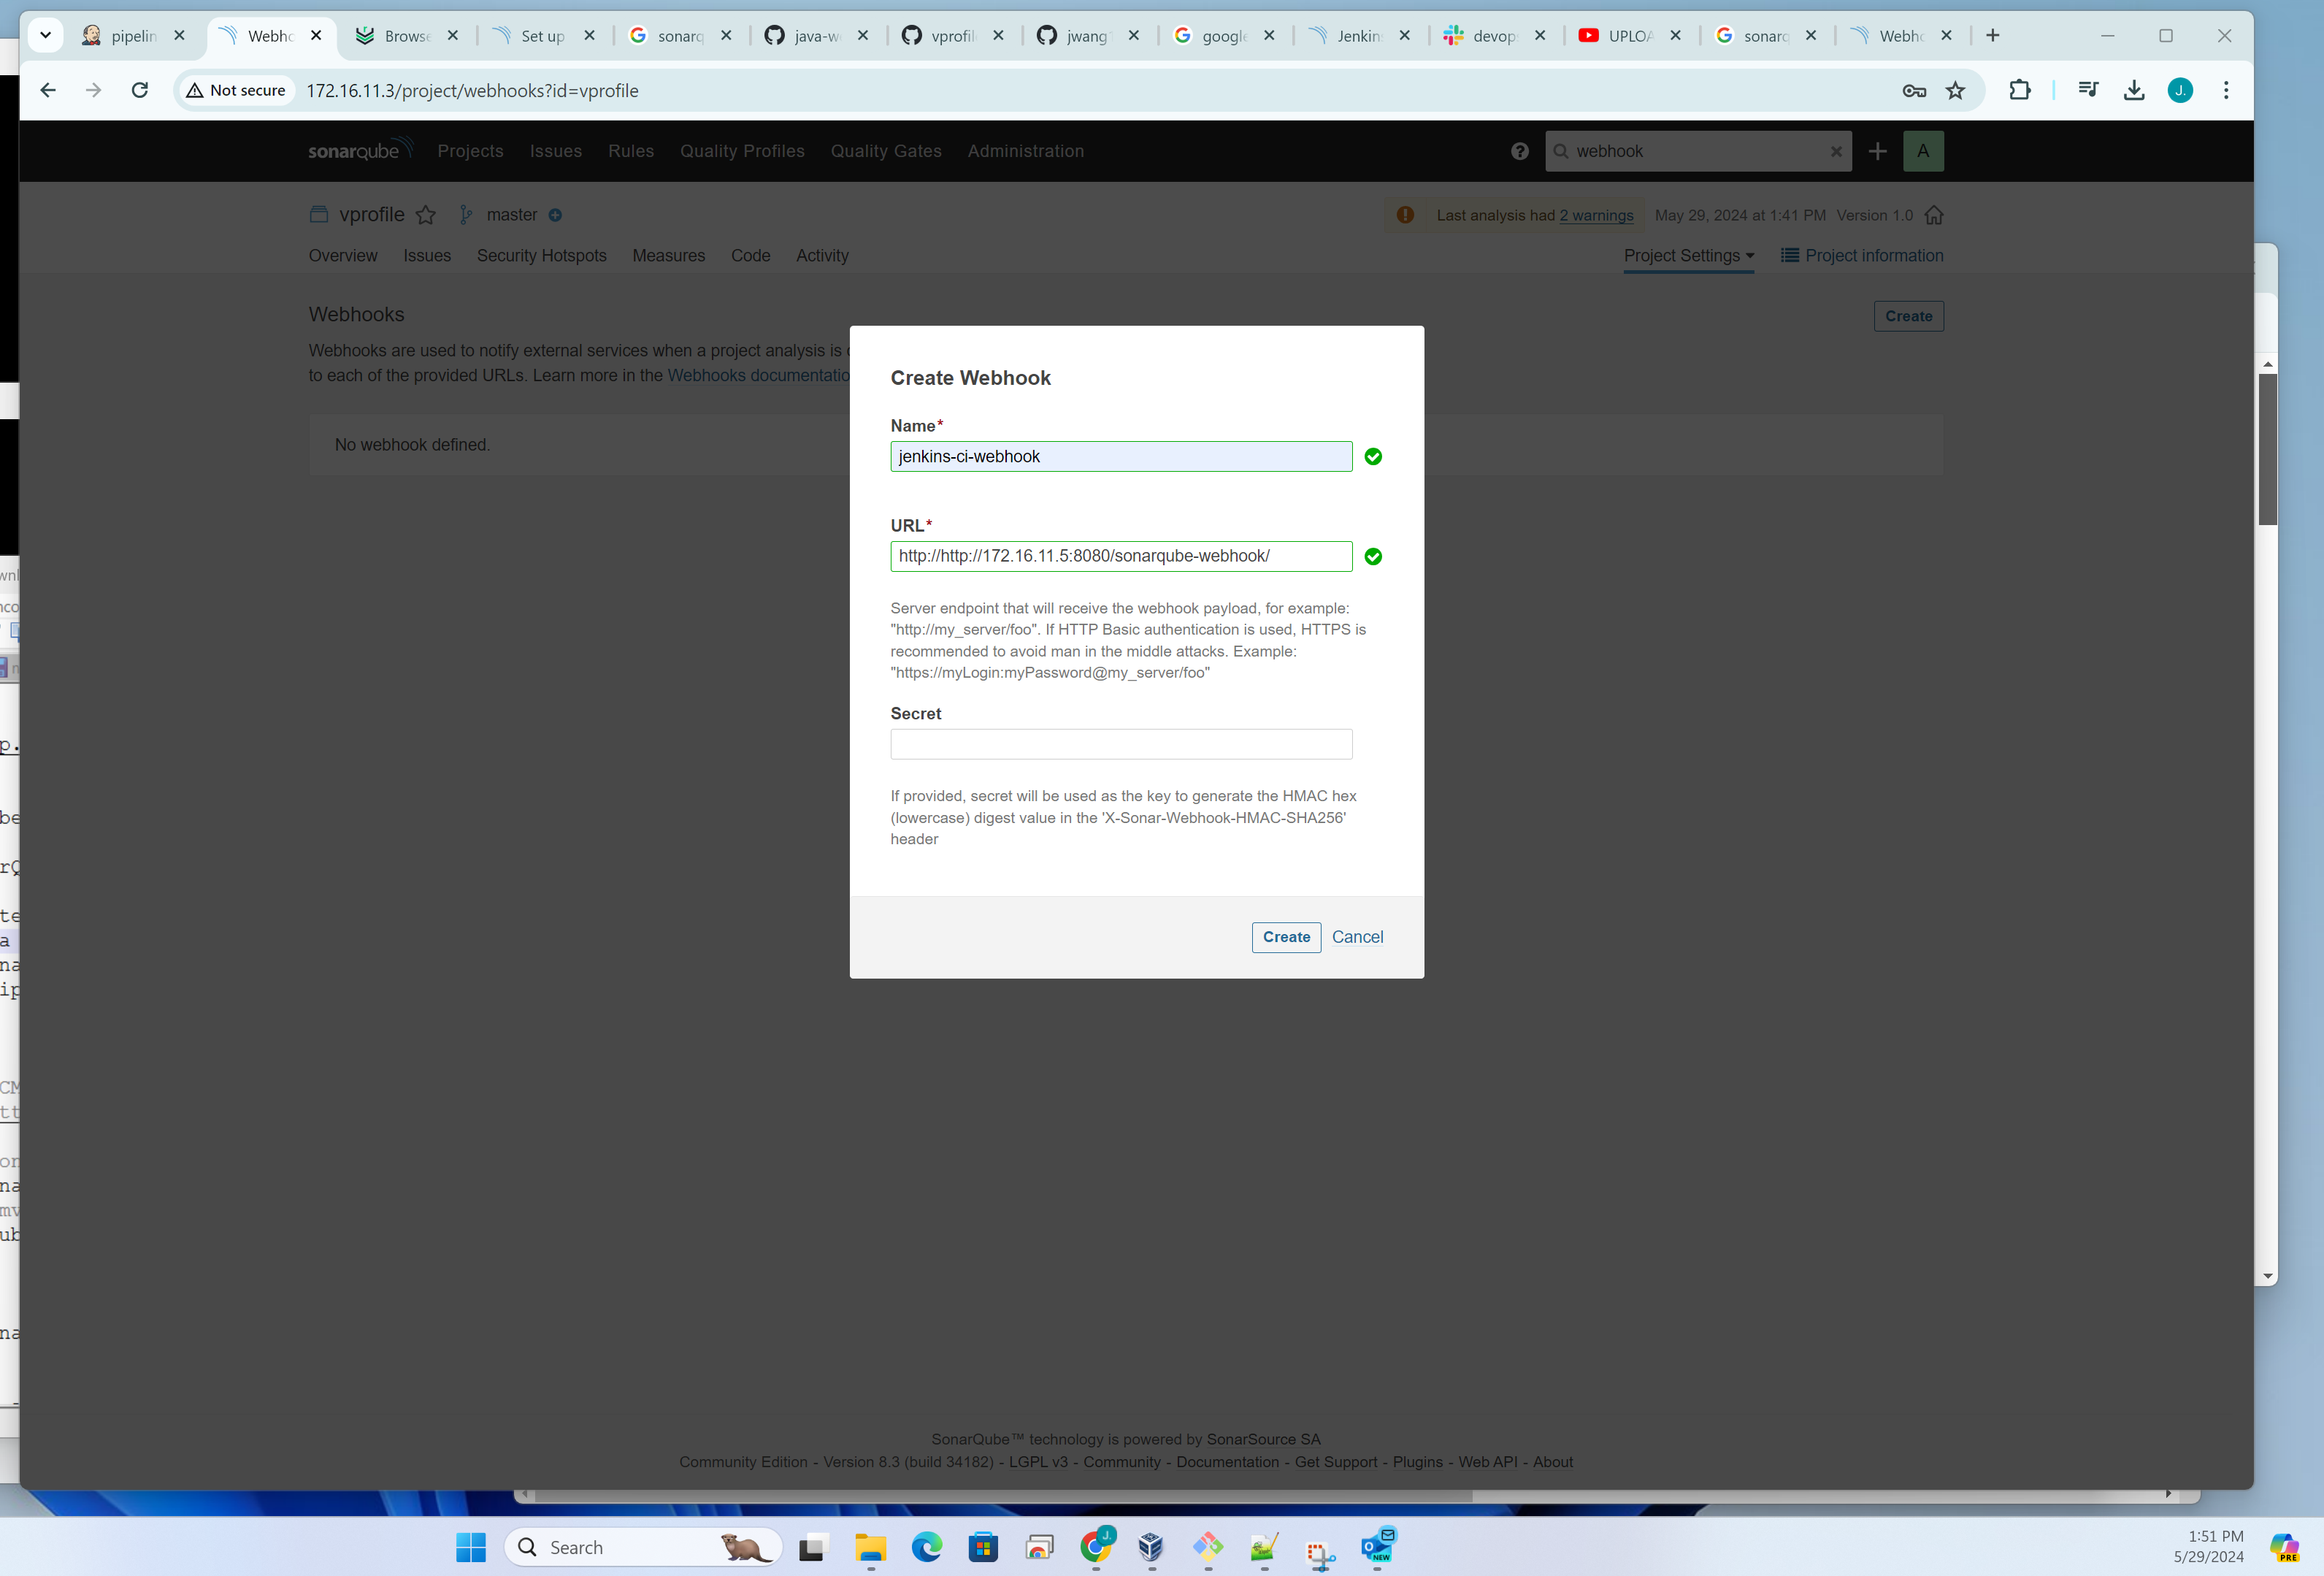 pipelin
Webho
Browse
Set up
sonarq
java-w
vprofil
jwang
google
Jenkin
devop
UPLOA
sonarq
Webho
Not secure
172.16.11.3/project/webhooks?id=vprofile
J.
sonarqube
Projects
Issues
Rules
Quality Profiles
Quality Gates
Administration
webhook
A
vprofile
master
Last analysis had 2 warnings
May 29, 2024 at 1:41 PM Version 1.0
Overview
Issues
Security Hotspots
Measures
Code
Activity
Project Settings
Project information
Webhooks
Create
Webhooks are used to notify external services when a project analysis is
to each of the provided URLs. Learn more in the Webhooks documentatio
No webhook defined.
Create Webhook
Name*
jenkins-ci-webhook
URL*
http://http://172.16.11.5:8080/sonarqube-webhook/
Server endpoint that will receive the webhook payload, for example:
"http://my_server/foo". If HTTP Basic authentication is used, HTTPS is
recommended to avoid man in the middle attacks. Example:
"https://myLogin:myPassword@my_server/foo"
Secret
If provided, secret will be used as the key to generate the HMAC hex
(lowercase) digest value in the 'X-Sonar-Webhook-HMAC-SHA256'
header
Create
Cancel
SonarQube™ technology is powered by SonarSource SA
Community Edition - Version 8.3 (build 34182) - LGPL v3 - Community - Documentation - Get Support - Plugins - Web API - About
Search
J.
NEW
1:51 PM
5/29/2024
PRE